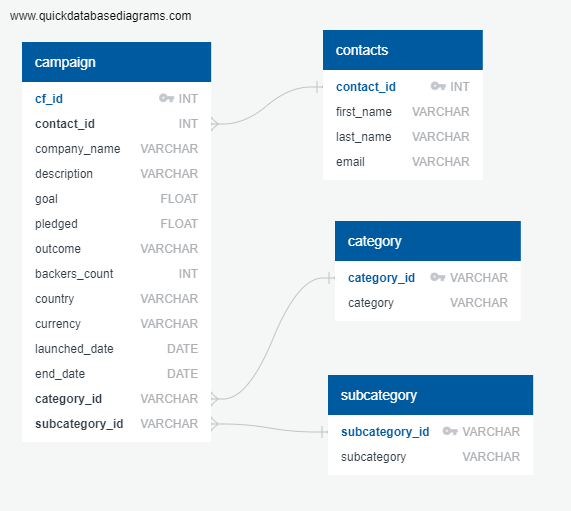 www.quickdatabasediagrams.com
campaign
cf_id INT
contact_id INT
company_name VARCHAR
description VARCHAR
goal FLOAT
pledged FLOAT
outcome VARCHAR
backers_count INT
country VARCHAR
currency VARCHAR
launched_date DATE
end_date DATE
category_id VARCHAR
subcategory_id VARCHAR
contacts
contact_id INT
first_name VARCHAR
last_name VARCHAR
email VARCHAR
category
category_id VARCHAR
category VARCHAR
subcategory
subcategory_id VARCHAR
subcategory VARCHAR